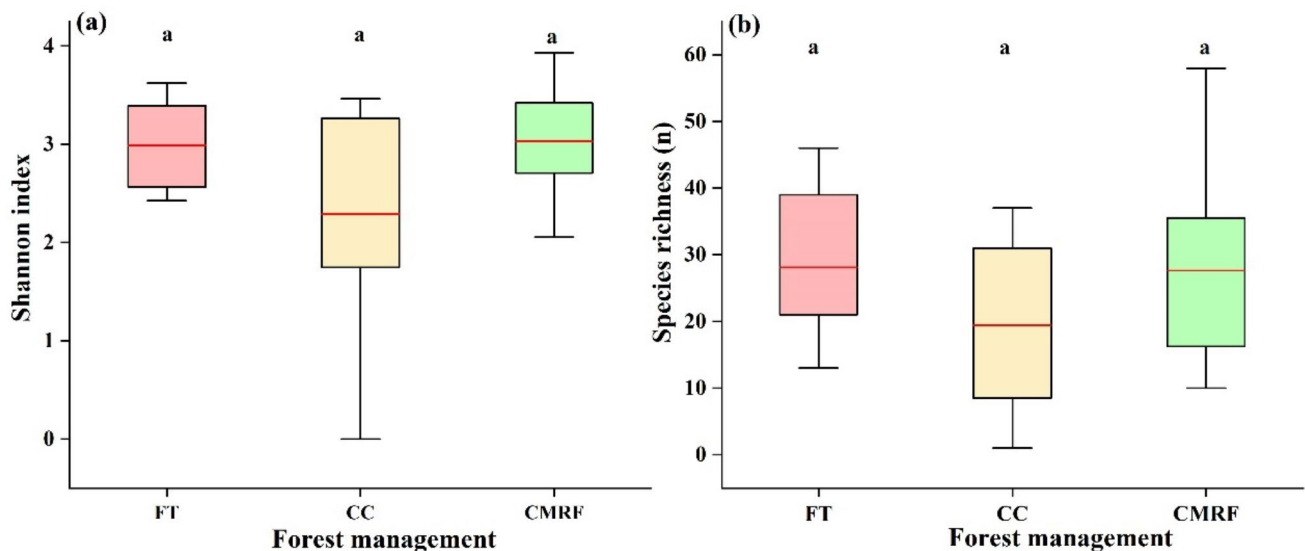 (a)
a a a
4
3
2
1
0
Shannon index
FT CC CMRF
Forest management
(b)
a a a
60
50
40
30
20
10
0
Species richness (n)
FT CC CMRF
Forest management